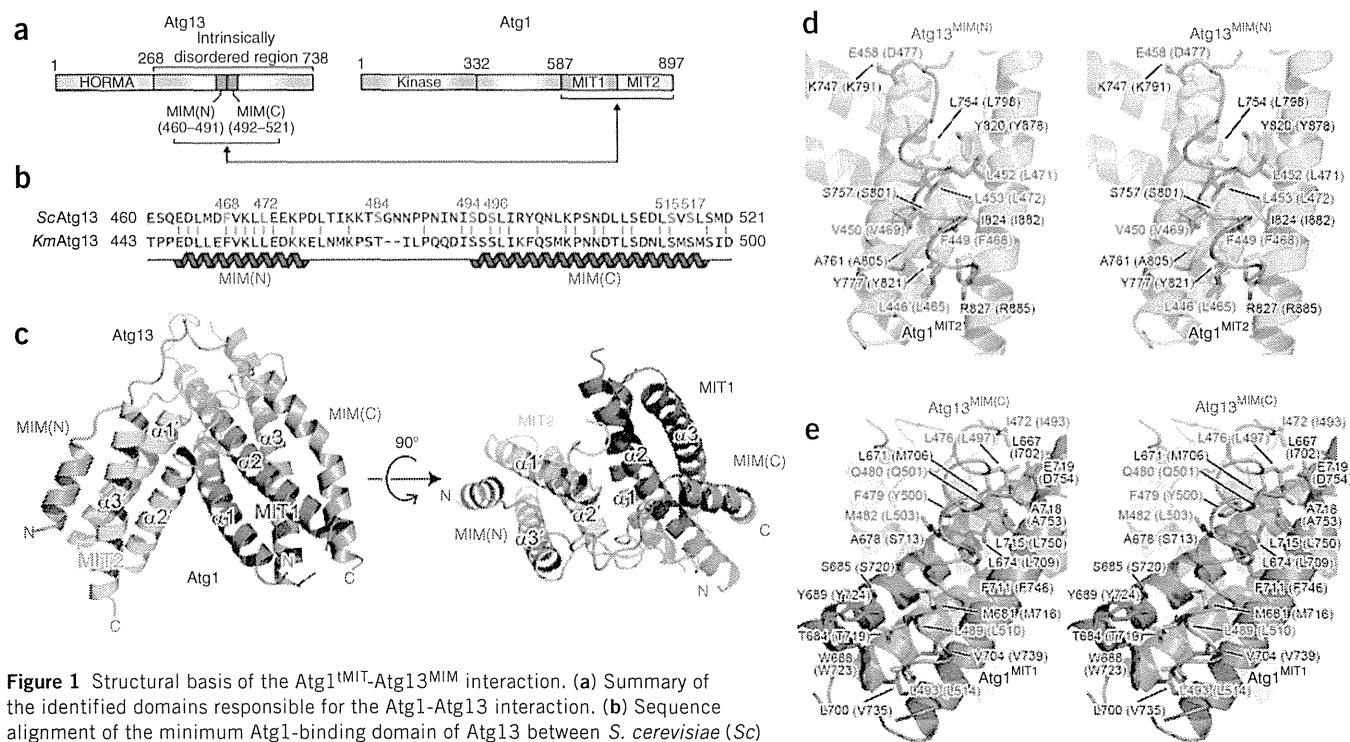 a
Atg13
Atg1
Intrinsically
disordered region
1
268
738
1
332
587
897
HORMA
Kinase
MIT1
MIT2
MIM(N)
(460–491)
MIM(C)
(492–521)
b
468
472
484
494
496
515
517
ScAtg13 460 ESQEDLMDFVKLLEEKPDLTIKKTSGNNPPNINISDSLIRYQNLKPSNDLLSEDLSVSLSMD 521
KmAtg13 443 TPPEDLLEFVKLLEDKKELNMKPST--ILPQQDISSSLIKFQSMKPNNDTLSDNLSMSMSID 500
MIM(N)
MIM(C)
c
Atg13
MIM(N)
MIM(C)
α1
α3
α2
α3
α2
α1
MIT1
N
N
MIT2
Atg1
C
C
90°
MIT1
MIT2
α3
α2
α1
MIM(C)
N
α1
α2
MIM(N)
α3
C
N
d
Atg13MIM(N)
E458 (D477)
K747 (K791)
L754 (L798)
Y820 (Y878)
L452 (L471)
S757 (S801)
L453 (L472)
I824 (I882)
V450 (V469)
F449 (F468)
A761 (A805)
Y777 (Y821)
L446 (L465)
R827 (R885)
Atg1MIT2
Atg13MIM(N)
E458 (D477)
K747 (K791)
L754 (L798)
Y820 (Y878)
L452 (L471)
S757 (S801)
L453 (L472)
I824 (I882)
V450 (V469)
F449 (F468)
A761 (A805)
Y777 (Y821)
L446 (L465)
R827 (R885)
Atg1MIT2
e
Atg13MIM(C)
I472 (I493)
L476 (L497)
L667
(I702)
L671 (M706)
E719
(D754)
Q480 (Q501)
F479 (Y500)
A718
(A753)
M482 (L503)
A678 (S713)
L715 (L750)
L674 (L709)
S685 (S720)
F711 (F746)
Y689 (Y724)
M681 (M716)
L489 (L510)
T684 (T719)
V704 (V739)
W688
(W723)
Atg1MIT1
L493 (L514)
L700 (V735)
Atg13MIM(C)
I472 (I493)
L476 (L497)
L667
(I702)
L671 (M706)
E719
(D754)
Q480 (Q501)
F479 (Y500)
A718
(A753)
M482 (L503)
A678 (S713)
L715 (L750)
L674 (L709)
S685 (S720)
F711 (F746)
Y689 (Y724)
M681 (M716)
L489 (L510)
T684 (T719)
V704 (V739)
W688
(W723)
Atg1MIT1
L493 (L514)
L700 (V735)
Figure 1 Structural basis of the Atg1tMIT-Atg13MIM interaction. (a) Summary of
the identified domains responsible for the Atg1-Atg13 interaction. (b) Sequence
alignment of the minimum Atg1-binding domain of Atg13 between S. cerevisiae (Sc)